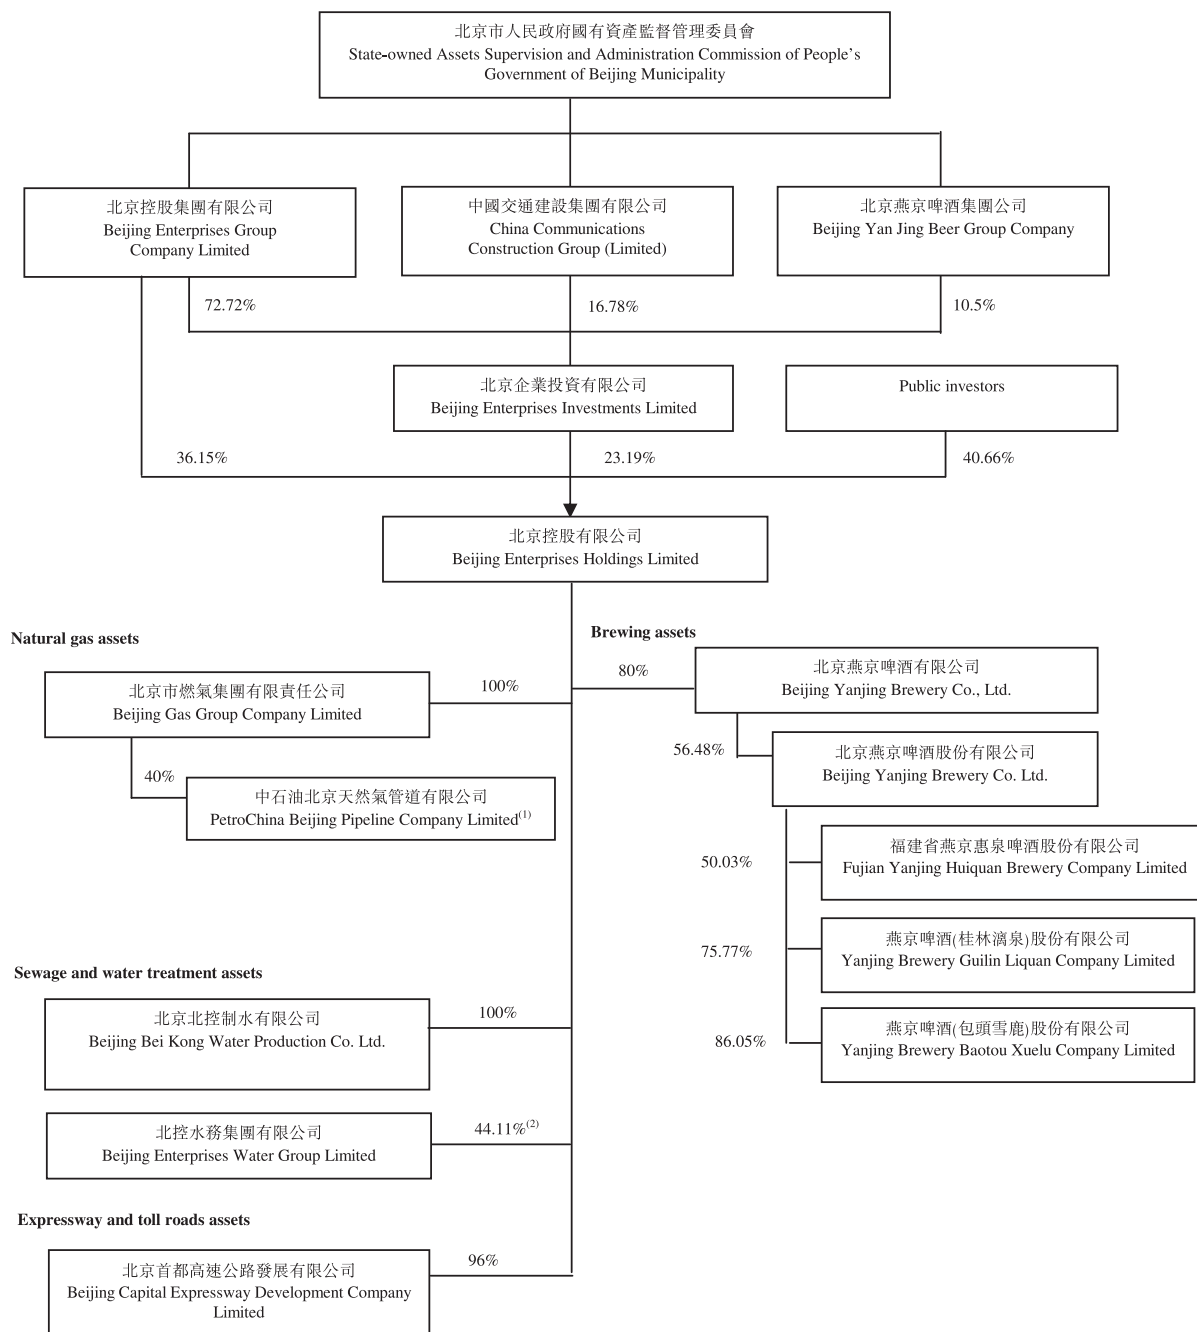 北京市人民政府國有資產監督管理委員會
State-owned Assets Supervision and Administration Commission of People's
Government of Beijing Municipality
北京控股集團有限公司
Beijing Enterprises Group
Company Limited
中國交通建設集團有限公司
China Communications
Construction Group (Limited)
北京燕京啤酒集團公司
Beijing Yan Jing Beer Group Company
72.72%
16.78%
10.5%
北京企業投資有限公司
Beijing Enterprises Investments Limited
Public investors
36.15%
23.19%
40.66%
北京控股有限公司
Beijing Enterprises Holdings Limited
Natural gas assets
北京市燃氣集團有限責任公司
Beijing Gas Group Company Limited
100%
40%
中石油北京天然氣管道有限公司
PetroChina Beijing Pipeline Company Limited(1)
Brewing assets
80%
北京燕京啤酒有限公司
Beijing Yanjing Brewery Co., Ltd.
56.48%
北京燕京啤酒股份有限公司
Beijing Yanjing Brewery Co. Ltd.
50.03%
福建省燕京惠泉啤酒股份有限公司
Fujian Yanjing Huiquan Brewery Company Limited
75.77%
燕京啤酒(桂林漓泉)股份有限公司
Yanjing Brewery Guilin Liquan Company Limited
86.05%
燕京啤酒(包頭雪鹿)股份有限公司
Yanjing Brewery Baotou Xuelu Company Limited
Sewage and water treatment assets
北京北控制水有限公司
Beijing Bei Kong Water Production Co. Ltd.
100%
北控水務集團有限公司
Beijing Enterprises Water Group Limited
44.11%(2)
Expressway and toll roads assets
北京首都高速公路發展有限公司
Beijing Capital Expressway Development Company
Limited
96%